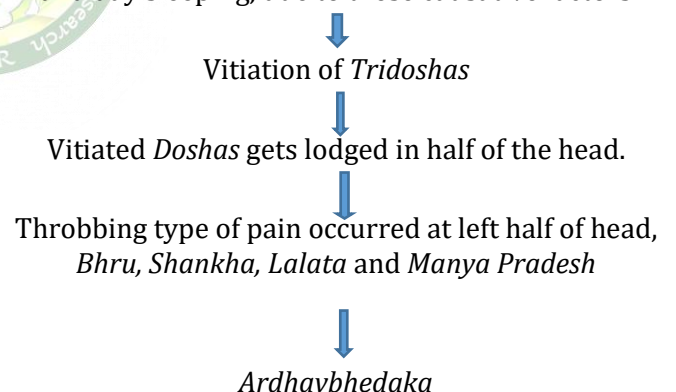 Vitiation of Tridoshas
Vitiated Doshas gets lodged in half of the head.
Throbbing type of pain occurred at left half of head,
Bhru, Shankha, Lalata and Manya Pradesh
Ardhavbhedaka